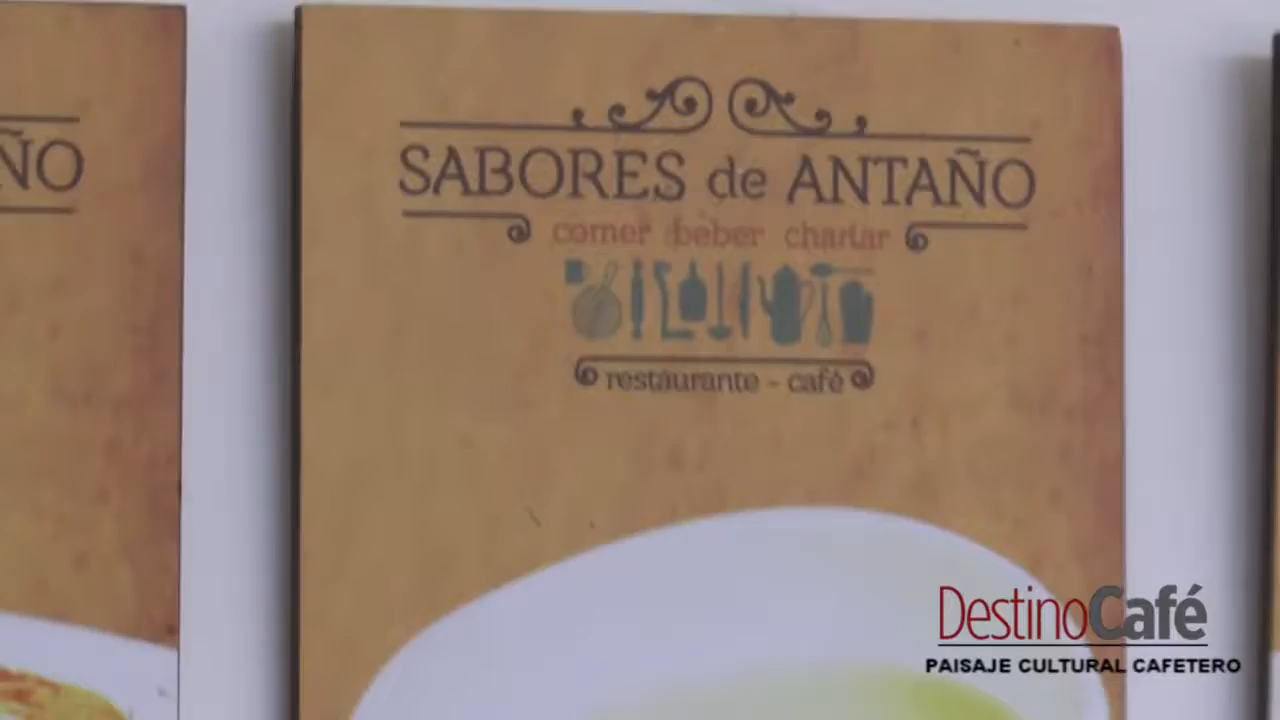 ÑO
SABORES de ANTAÑO
comer beber charlar
restaurante - café
DestinoCafé
PAISAJE CULTURAL CAFETERO